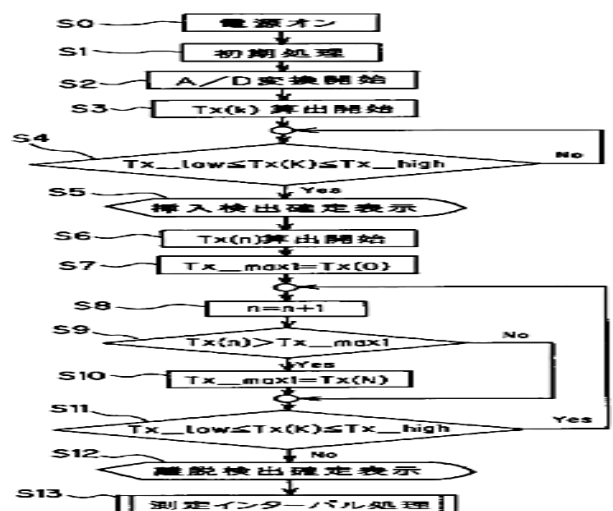 S0 電源オン
S1 初期処理
S2 A/D変換開始
S3 Tx(k) 算出開始
S4 Tx_low≦Tx(K)≦Tx_high No
Yes
S5 挿入検出確定表示
S6 Tx(n)算出開始
S7 Tx_max1=Tx(0)
S8 n=n+1
S9 Tx(n)>Tx_max1 No
Yes
S10 Tx_max1=Tx(N)
S11 Tx_low≦Tx(K)≦Tx_high Yes
No
S12 離脱検出確定表示
S13 測定インターバル処理